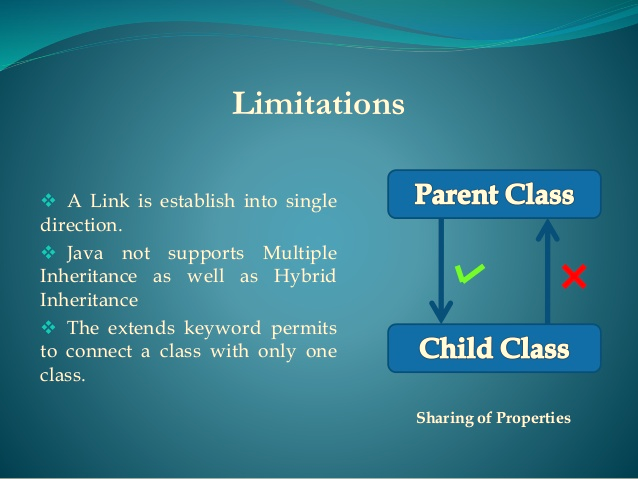 Limitations
❖ A Link is establish into single
direction.
❖ Java not supports Multiple
Inheritance as well as Hybrid
Inheritance
❖ The extends keyword permits
to connect a class with only one
class.
Parent Class
Child Class
Sharing of Properties